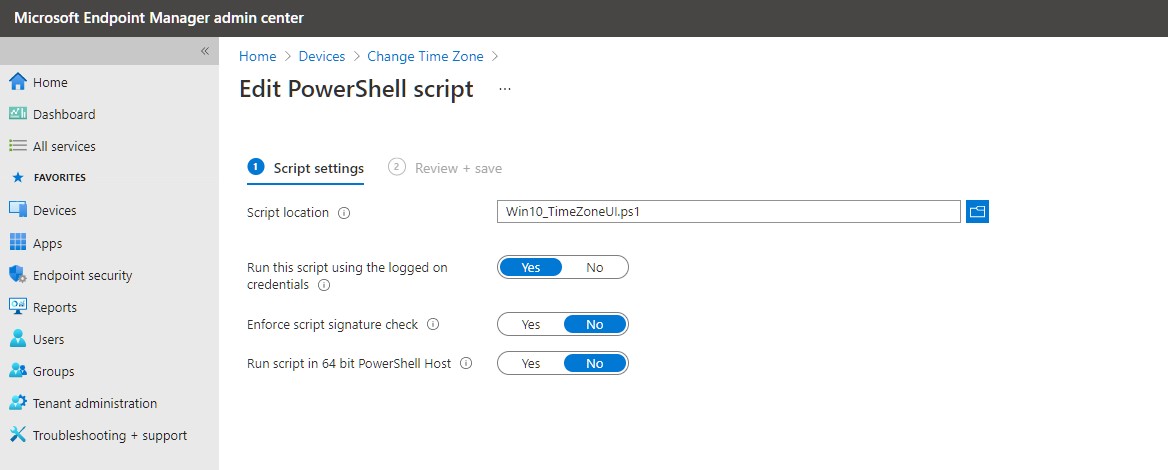 Microsoft Endpoint Manager admin center
«
Home
Dashboard
All services
FAVORITES
Devices
Apps
Endpoint security
Reports
Users
Groups
Tenant administration
Troubleshooting + support
Home > Devices > Change Time Zone >
Edit PowerShell script ...
1 Script settings 2 Review + save
Script location Win10_TimeZoneUI.ps1
Run this script using the logged on Yes No
credentials
Enforce script signature check Yes No
Run script in 64 bit PowerShell Host Yes No